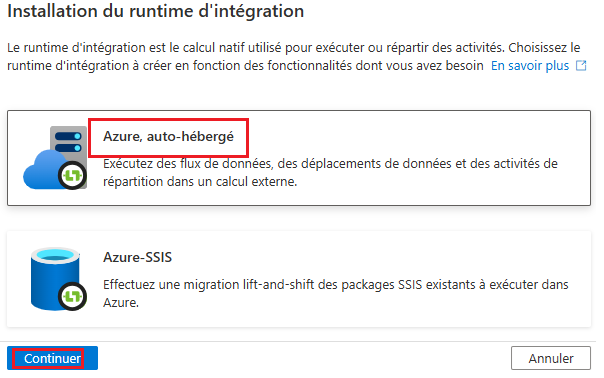 Installation du runtime d'intégration
Le runtime d'intégration est le calcul natif utilisé pour exécuter ou répartir des activités. Choisissez le
runtime d'intégration à créer en fonction des fonctionnalités dont vous avez besoin En savoir plus
Azure, auto-hébergé
Exécutez des flux de données, des déplacements de données et des activités de
répartition dans un calcul externe.
Azure-SSIS
Effectuez une migration lift-and-shift des packages SSIS existants à exécuter dans
Azure.
Continuer
Annuler